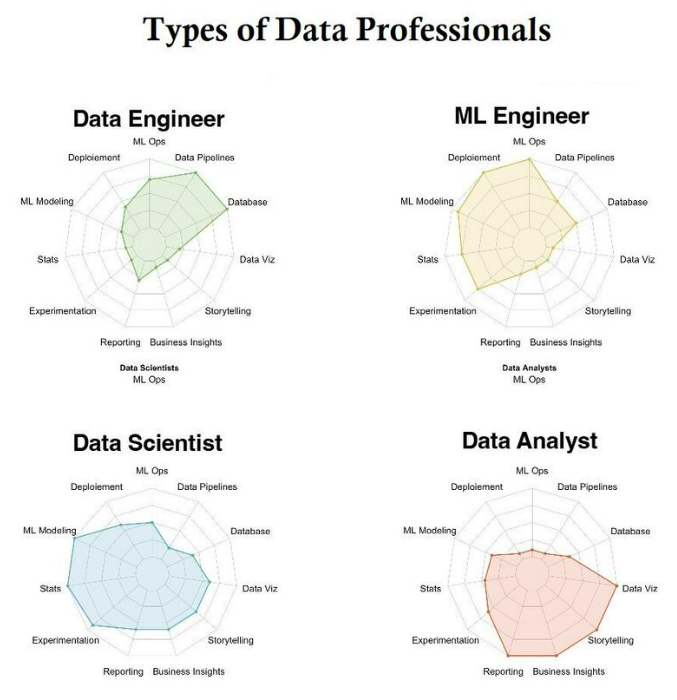 Types of Data Professionals
Data Engineer
ML Ops
Deploiement
Data Pipelines
ML Modeling
Database
Stats
Data Viz
Experimentation
Storytelling
Reporting
Business Insights
Data Scientists
ML Ops
ML Engineer
ML Ops
Deploiement
Data Pipelines
ML Modeling
Database
Stats
Data Viz
Experimentation
Storytelling
Reporting
Business Insights
Data Analysts
ML Ops
Data Scientist
ML Ops
Deploiement
Data Pipelines
ML Modeling
Database
Stats
Data Viz
Experimentation
Storytelling
Reporting
Business Insights
Data Analyst
ML Ops
Deploiement
Data Pipelines
ML Modeling
Database
Stats
Data Viz
Experimentation
Storytelling
Reporting
Business Insights